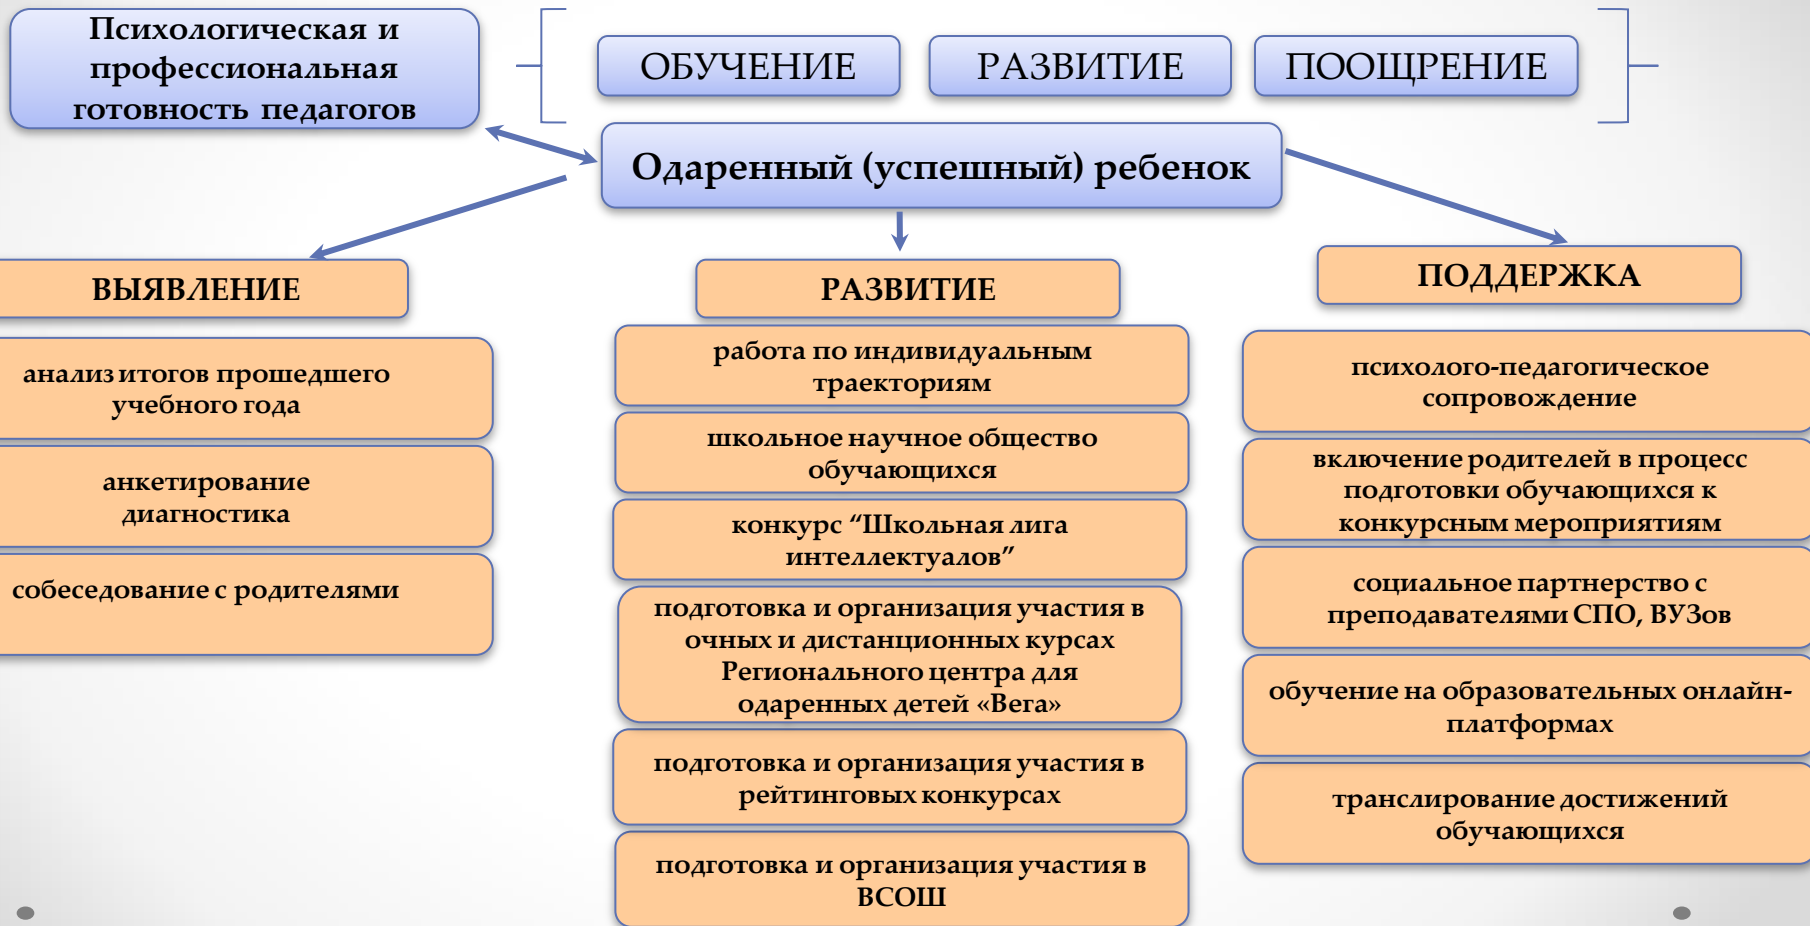 Психологическая и
профессиональная
готовность педагогов
ОБУЧЕНИЕ
РАЗВИТИЕ
ПООЩРЕНИЕ
Одаренный (успешный) ребенок
ВЫЯВЛЕНИЕ
анализ итогов прошедшего
учебного года
анкетирование
диагностика
собеседование с родителями
РАЗВИТИЕ
работа по индивидуальным
траекториям
школьное научное общество
обучающихся
конкурс “Школьная лига
интеллектуалов”
подготовка и организация участия в
очных и дистанционных курсах
Регионального центра для
одаренных детей «Вега»
подготовка и организация участия в
рейтинговых конкурсах
подготовка и организация участия в
ВСОШ
ПОДДЕРЖКА
психолого-педагогическое
сопровождение
включение родителей в процесс
подготовки обучающихся к
конкурсным мероприятиям
социальное партнерство с
преподавателями СПО, ВУЗов
обучение на образовательных онлайн-
платформах
транслирование достижений
обучающихся